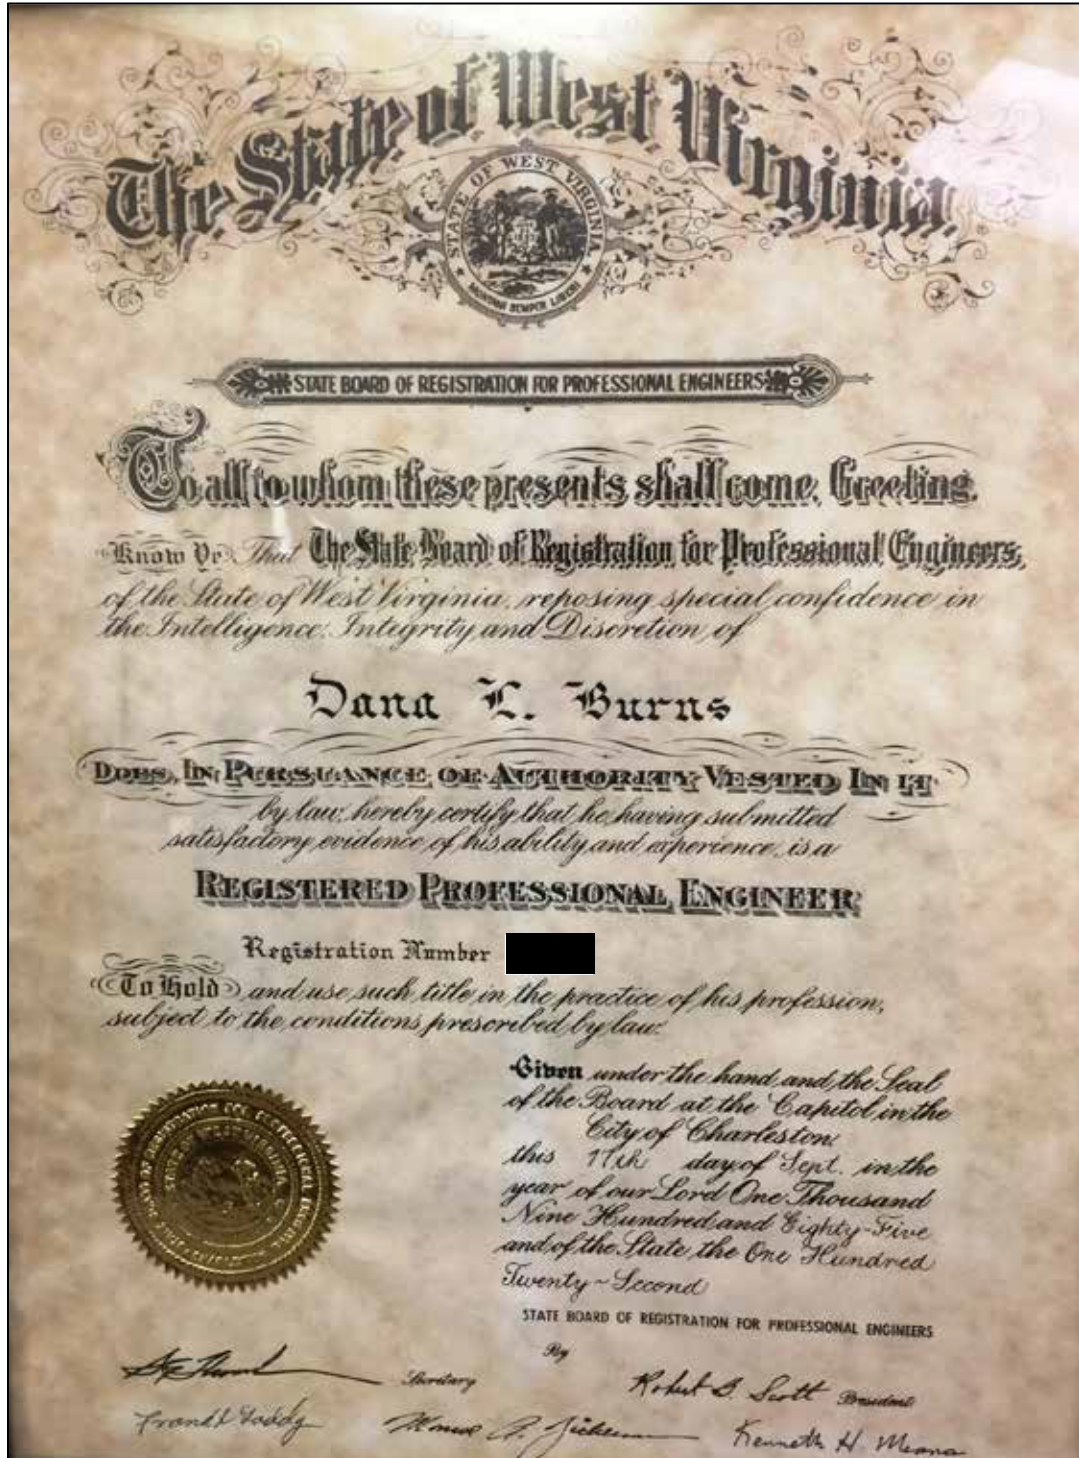 The State of West Virginia
STATE OF WEST VIRGINIA
MONTANI SEMPER LIBERI
STATE BOARD OF REGISTRATION FOR PROFESSIONAL ENGINEERS
To all to whom these presents shall come, Greeting.
Know Ye That The State Board of Registration for Professional Engineers,
of the State of West Virginia, reposing special confidence in
the Intelligence, Integrity and Discretion of
Dana L. Burns
DOES, IN PURSUANCE OF AUTHORITY VESTED IN IT
by law, hereby certify that he, having submitted
satisfactory evidence of his ability and experience, is a
REGISTERED PROFESSIONAL ENGINEER
Registration Number
To Hold and use such title in the practice of his profession,
subject to the conditions prescribed by law.
Given under the hand and the Seal
of the Board at the Capitol in the
City of Charleston
this 17th day of Sept. in the
year of our Lord One Thousand
Nine Hundred and Eighty-Five
and of the State the One Hundred
Twenty-Second
STATE BOARD OF REGISTRATION FOR PROFESSIONAL ENGINEERS
By
Secretary
Robert B. Scott President
Kenneth H.